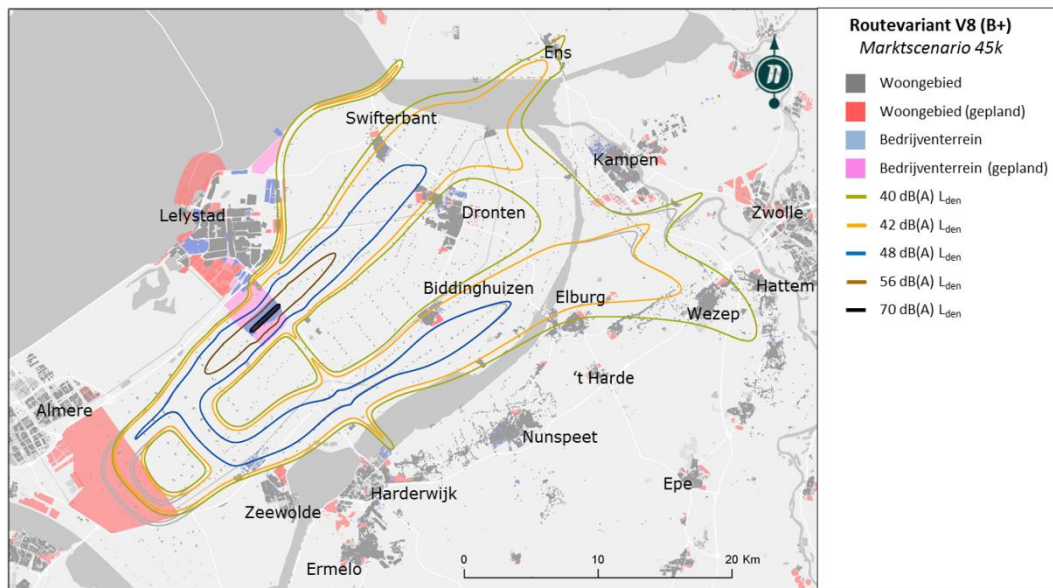 Routevariant V8 (B+)
Marktscenario 45k
n
Woongebied
Woongebied (gepland)
Bedrijventerrein
Bedrijventerrein (gepland)
40 dB(A) Lden
42 dB(A) Lden
48 dB(A) Lden
56 dB(A) Lden
70 dB(A) Lden
Ens
Swifterbant
Kampen
Lelystad
Dronten
Zwolle
Biddinghuizen
Elburg
Hattem
Wezep
't Harde
Almere
Nunspeet
Harderwijk
Epe
Zeewolde
Ermelo
0 10 20 Km